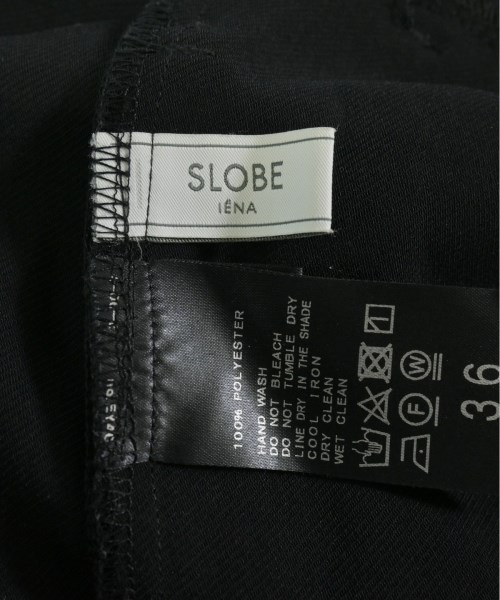 SLOBE
IÉNA
100% POLYESTER
HAND WASH
DO NOT BLEACH
DO NOT TUMBLE DRY
LINE DRY IN THE SHADE
COOL IRON
DRY CLEAN
WET CLEAN
F W
36